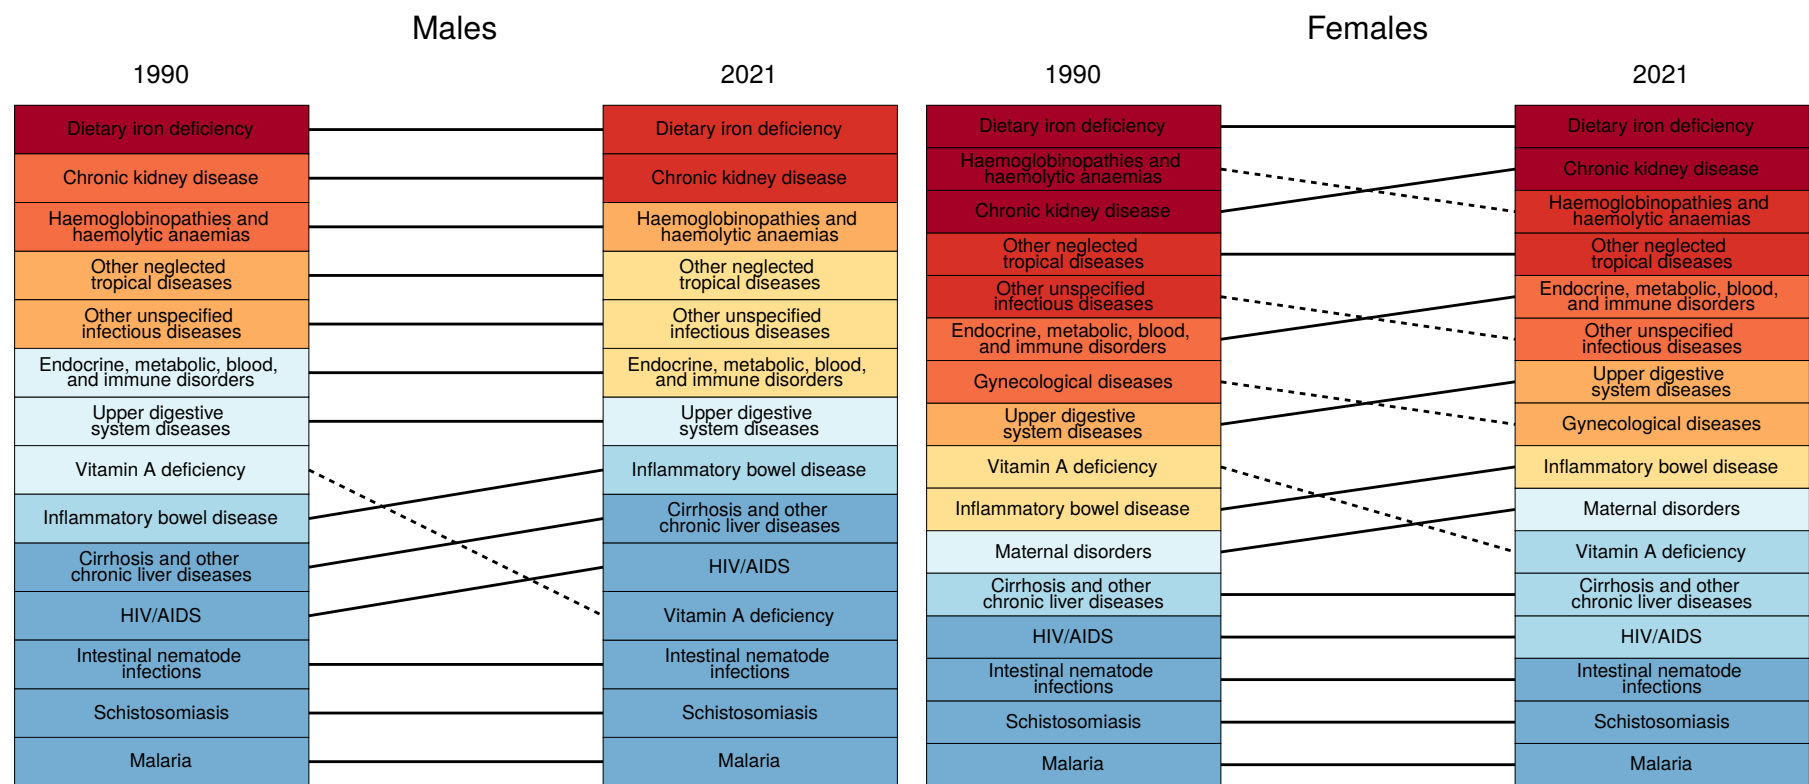 Males
1990
2021
Dietary iron deficiency
Chronic kidney disease
Haemoglobinopathies and
haemolytic anaemias
Other neglected
tropical diseases
Other unspecified
infectious diseases
Endocrine, metabolic, blood,
and immune disorders
Upper digestive
system diseases
Vitamin A deficiency
Inflammatory bowel disease
Cirrhosis and other
chronic liver diseases
HIV/AIDS
Intestinal nematode
infections
Schistosomiasis
Malaria
Dietary iron deficiency
Chronic kidney disease
Haemoglobinopathies and
haemolytic anaemias
Other neglected
tropical diseases
Other unspecified
infectious diseases
Endocrine, metabolic, blood,
and immune disorders
Upper digestive
system diseases
Inflammatory bowel disease
Cirrhosis and other
chronic liver diseases
HIV/AIDS
Vitamin A deficiency
Intestinal nematode
infections
Schistosomiasis
Malaria
Females
1990
2021
Dietary iron deficiency
Haemoglobinopathies and
haemolytic anaemias
Chronic kidney disease
Other neglected
tropical diseases
Other unspecified
infectious diseases
Endocrine, metabolic, blood,
and immune disorders
Gynecological diseases
Upper digestive
system diseases
Vitamin A deficiency
Inflammatory bowel disease
Maternal disorders
Cirrhosis and other
chronic liver diseases
HIV/AIDS
Intestinal nematode
infections
Schistosomiasis
Malaria
Dietary iron deficiency
Chronic kidney disease
Haemoglobinopathies and
haemolytic anaemias
Other neglected
tropical diseases
Endocrine, metabolic, blood,
and immune disorders
Other unspecified
infectious diseases
Upper digestive
system diseases
Gynecological diseases
Inflammatory bowel disease
Maternal disorders
Vitamin A deficiency
Cirrhosis and other
chronic liver diseases
HIV/AIDS
Intestinal nematode
infections
Schistosomiasis
Malaria